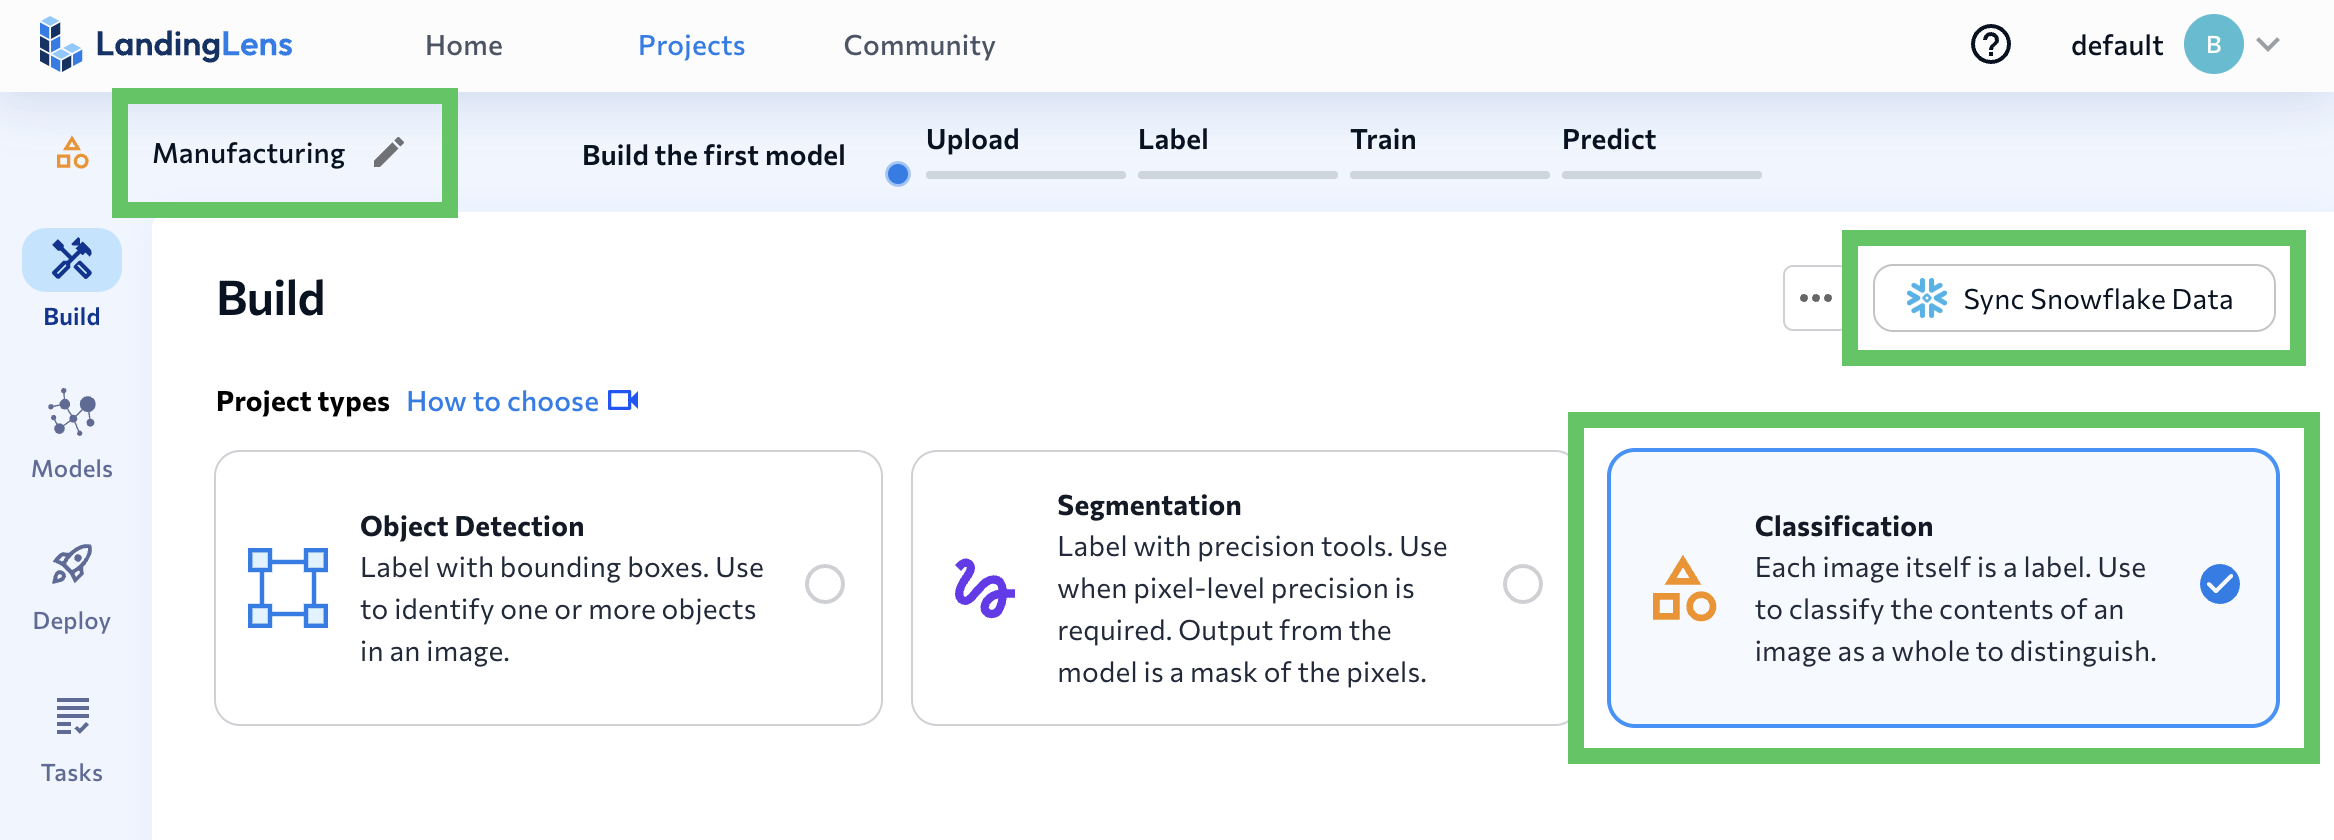 LandingLens
Home
Projects
Community
default
B
Manufacturing
Build the first model
Upload
Label
Train
Predict
Build
Models
Deploy
Tasks
Build
Sync Snowflake Data
Project types
How to choose
Object Detection
Label with bounding boxes. Use
to identify one or more objects
in an image.
Segmentation
Label with precision tools. Use
when pixel-level precision is
required. Output from the
model is a mask of the pixels.
Classification
Each image itself is a label. Use
to classify the contents of an
image as a whole to distinguish.